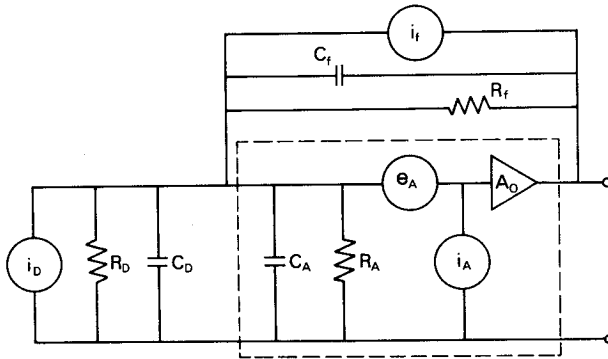 i_f
C_f
R_f
e_A
A_o
i_D
R_D
C_D
C_A
R_A
i_A